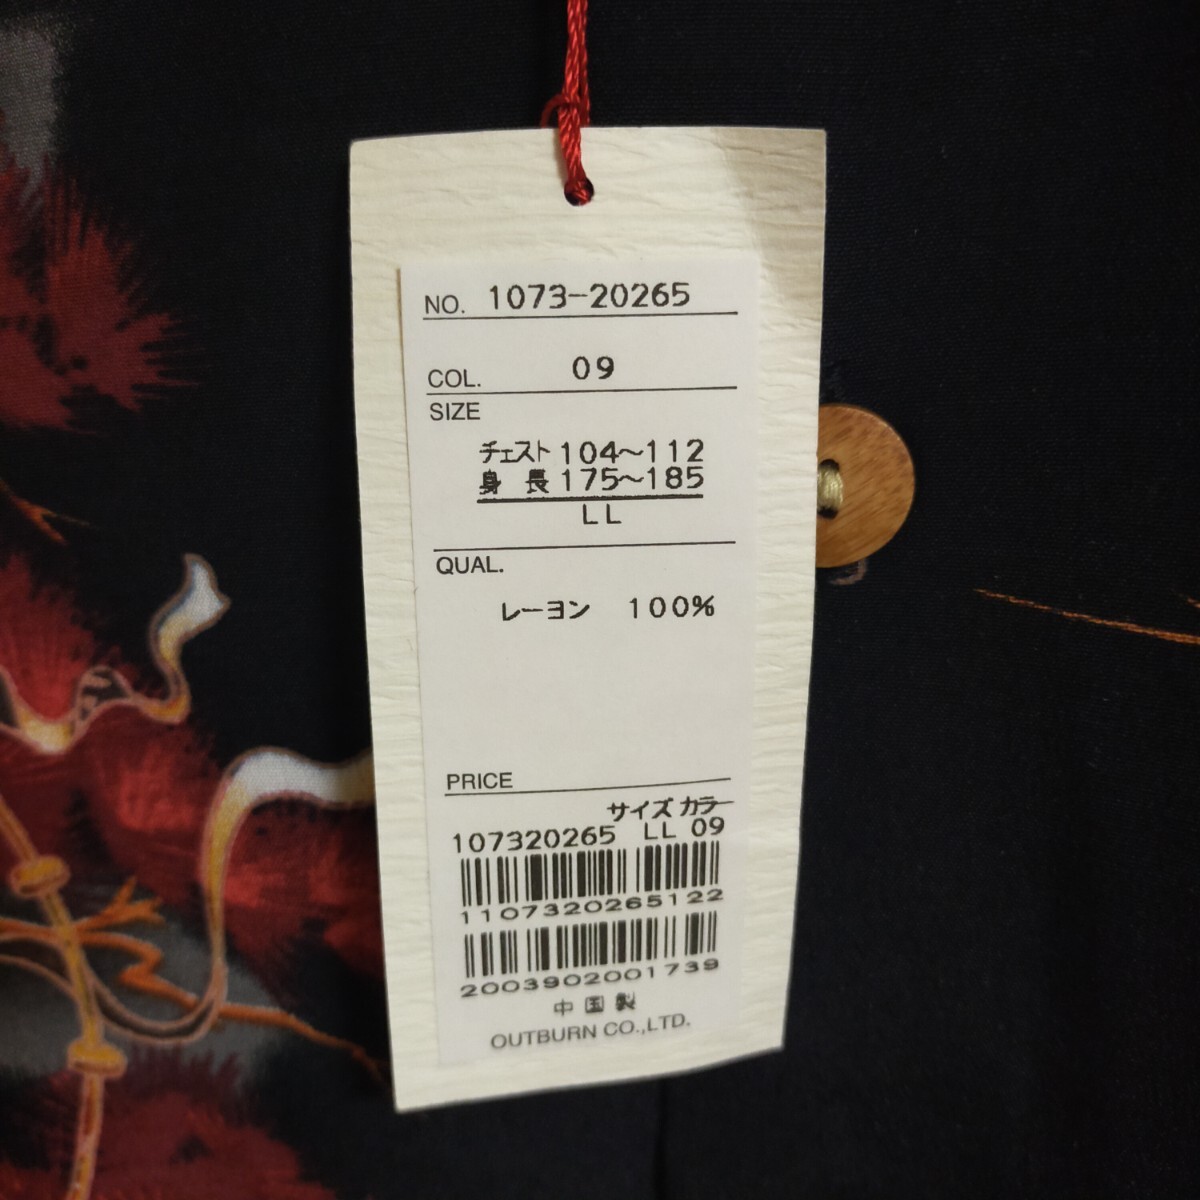 NO. 1073-20265
COL. 09
SIZE
チェスト 104〜112
身 長 175〜185
LL
QUAL.
レーヨン 100%
PRICE
サイズ カラー
107320265 LL 09
1107320265122
2003902001739
中国製
OUTBURN CO.,LTD.